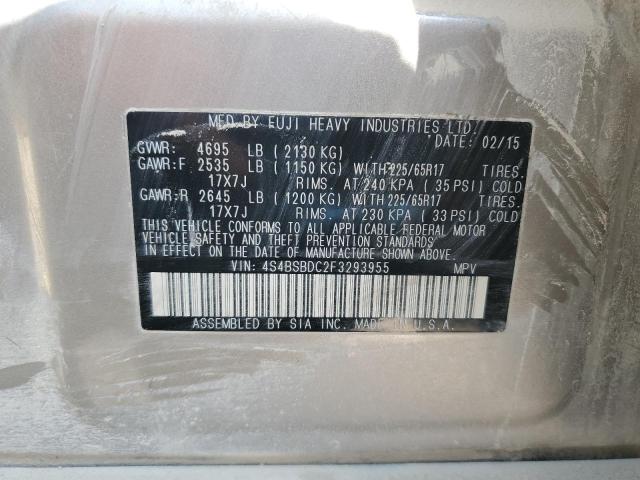 MFD BY FUJI HEAVY INDUSTRIES LTD.
DATE: 02/15
GVWR: 4695 LB ( 2130 KG)
GAWR:F 2535 LB ( 1150 KG) WITH 225/65R17 TIRES.
17X7J RIMS. AT 240 KPA ( 35 PSI) COLD
GAWR:R 2645 LB ( 1200 KG) WITH 225/65R17 TIRES.
17X7J RIMS. AT 230 KPA ( 33 PSI) COLD
THIS VEHICLE CONFORMS TO ALL APPLICABLE FEDERAL MOTOR
VEHICLE SAFETY AND THEFT PREVENTION STANDARDS
IN EFFECT ON THE DATE OF MANUFACTURE SHOWN ABOVE.
VIN: 4S4BSBDC2F3293955 MPV
ASSEMBLED BY SIA INC. MADE IN U.S.A.